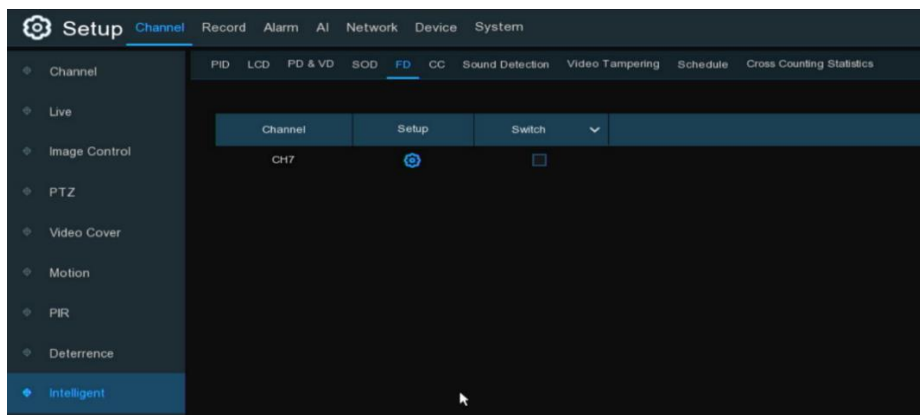 Setup Channel Record Alarm AI Network Device System
PID LCD PD & VD SOD FD CC Sound Detection Video Tampering Schedule Cross Counting Statistics
Channel
Live
Image Control
PTZ
Video Cover
Motion
PIR
Deterrence
Intelligent
Channel Setup Switch
CH7